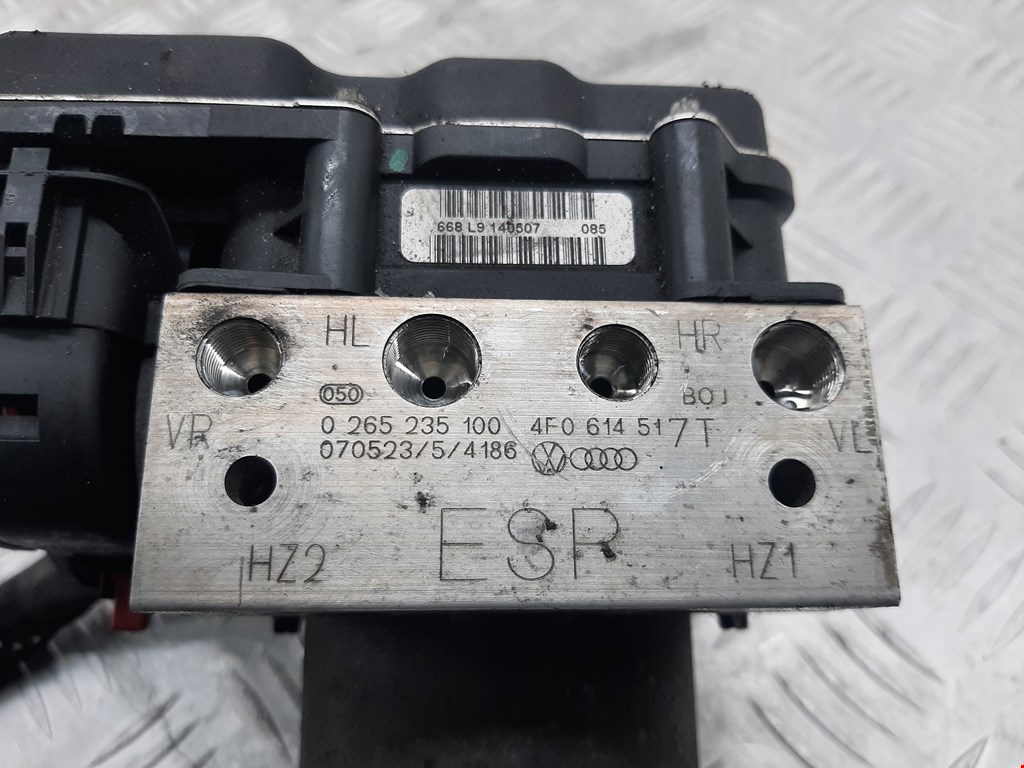 668 L9 140507 085
HL HR
050 BOJ
VR 0 265 235 100 4F0 614 517T VL
070523/5/4186
ESP
HZ2 HZ1